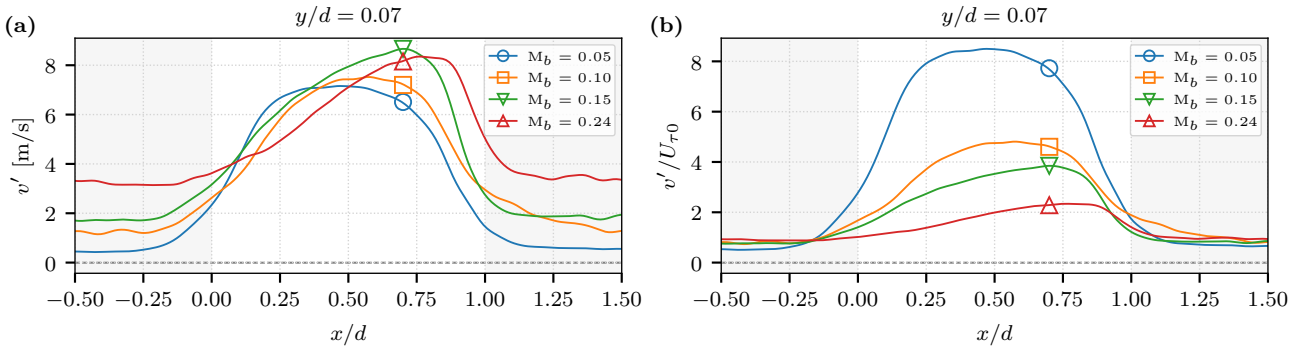 (a)
y/d = 0.07
v′ [m/s]
8
6
4
2
0
M_b = 0.05
M_b = 0.10
M_b = 0.15
M_b = 0.24
−0.50 −0.25 0.00 0.25 0.50 0.75 1.00 1.25 1.50
x/d
(b)
y/d = 0.07
v′/U_τ0
8
6
4
2
0
M_b = 0.05
M_b = 0.10
M_b = 0.15
M_b = 0.24
−0.50 −0.25 0.00 0.25 0.50 0.75 1.00 1.25 1.50
x/d